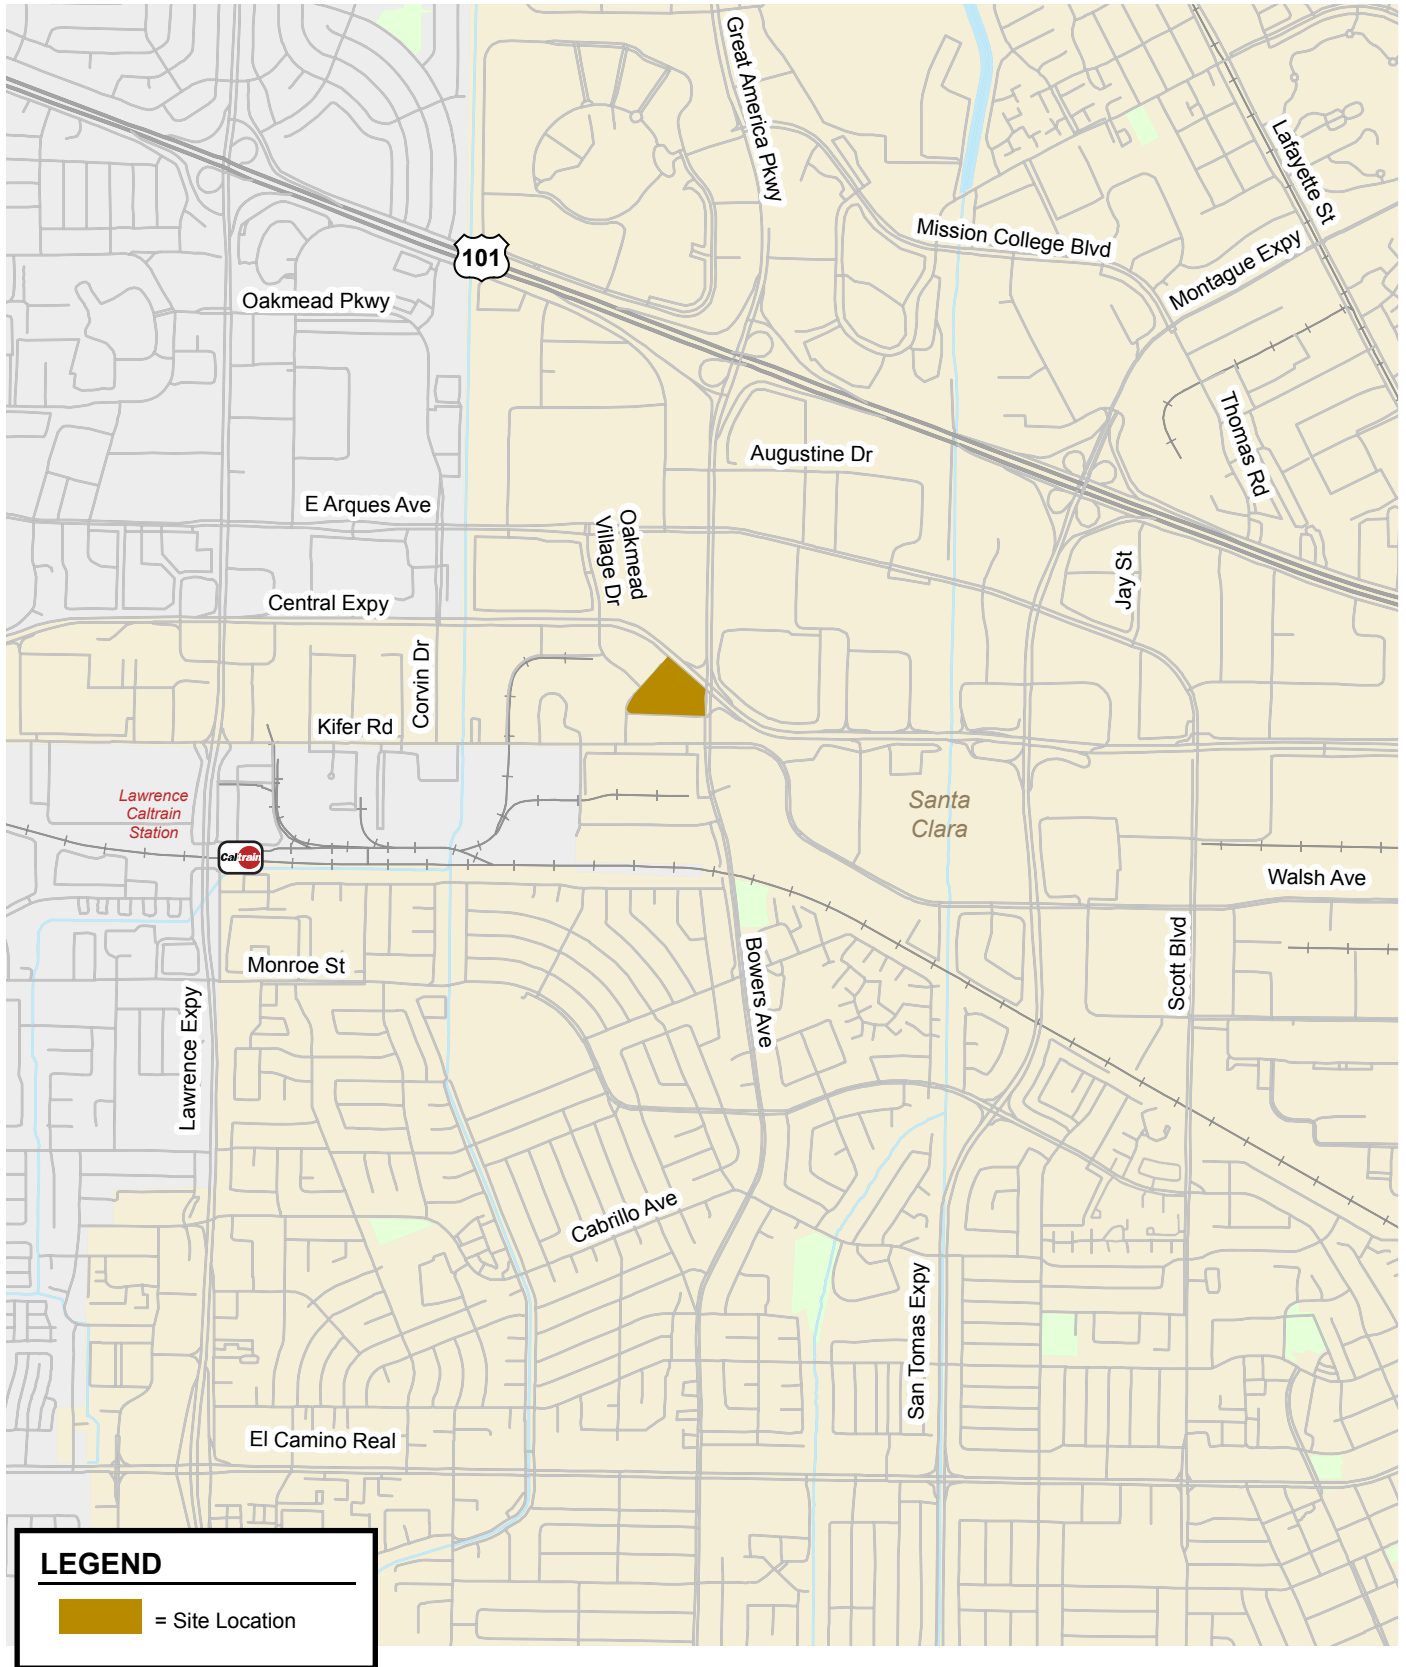 Great America Pkwy
Lafayette St
Mission College Blvd
Montague Expy
101
Oakmead Pkwy
Thomas Rd
Augustine Dr
E Arques Ave
Oakmead
Village Dr
Jay St
Central Expy
Corvin Dr
Kifer Rd
Lawrence
Caltrain
Station
Santa
Clara
Caltrain
Walsh Ave
Scott Blvd
Bowers Ave
Monroe St
Lawrence Expy
Cabrillo Ave
San Tomas Expy
El Camino Real
LEGEND
= Site Location